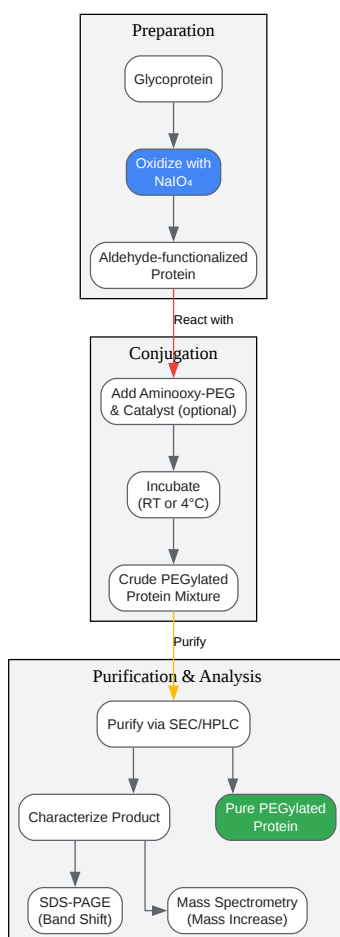 Preparation
Glycoprotein
Oxidize with
NaIO₄
Aldehyde-functionalized
Protein
React with
Conjugation
Add Aminooxy-PEG
& Catalyst (optional)
Incubate
(RT or 4°C)
Crude PEGylated
Protein Mixture
Purify
Purification & Analysis
Purify via SEC/HPLC
Characterize Product
Pure PEGylated
Protein
SDS-PAGE
(Band Shift)
Mass Spectrometry
(Mass Increase)